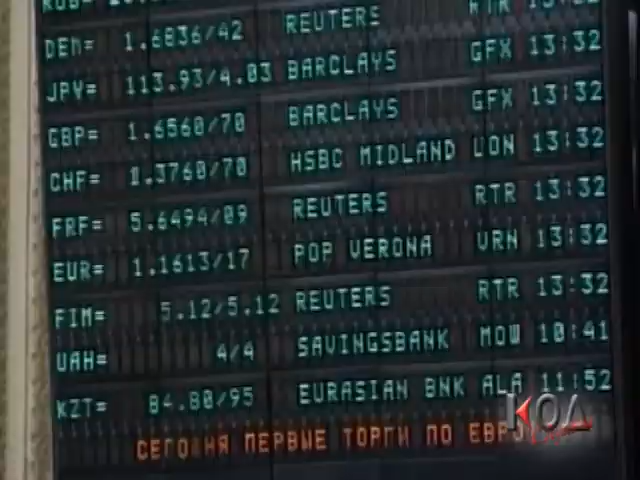 DEM= 1.6836/42 REUTERS RTR
JPY= 113.93/4.03 BARCLAYS GFX 13:32
GBP= 1.6560/70 BARCLAYS GFX 13:32
CHF= 1.3760/70 HSBC MIDLAND LON 13:32
FRF= 5.6494/09 REUTERS RTR 13:32
EUR= 1.1613/17 POP VERONA VRN 13:32
FIM= 5.12/5.12 REUTERS RTR 13:32
UAH= 4/4 SAVINGSBANK MOW 10:41
KZT= 84.80/95 EURASIAN BNK ALA 11:52
КОД
СЕГОДНЯ ПЕРВЫЕ ТОРГИ ПО ЕВРО